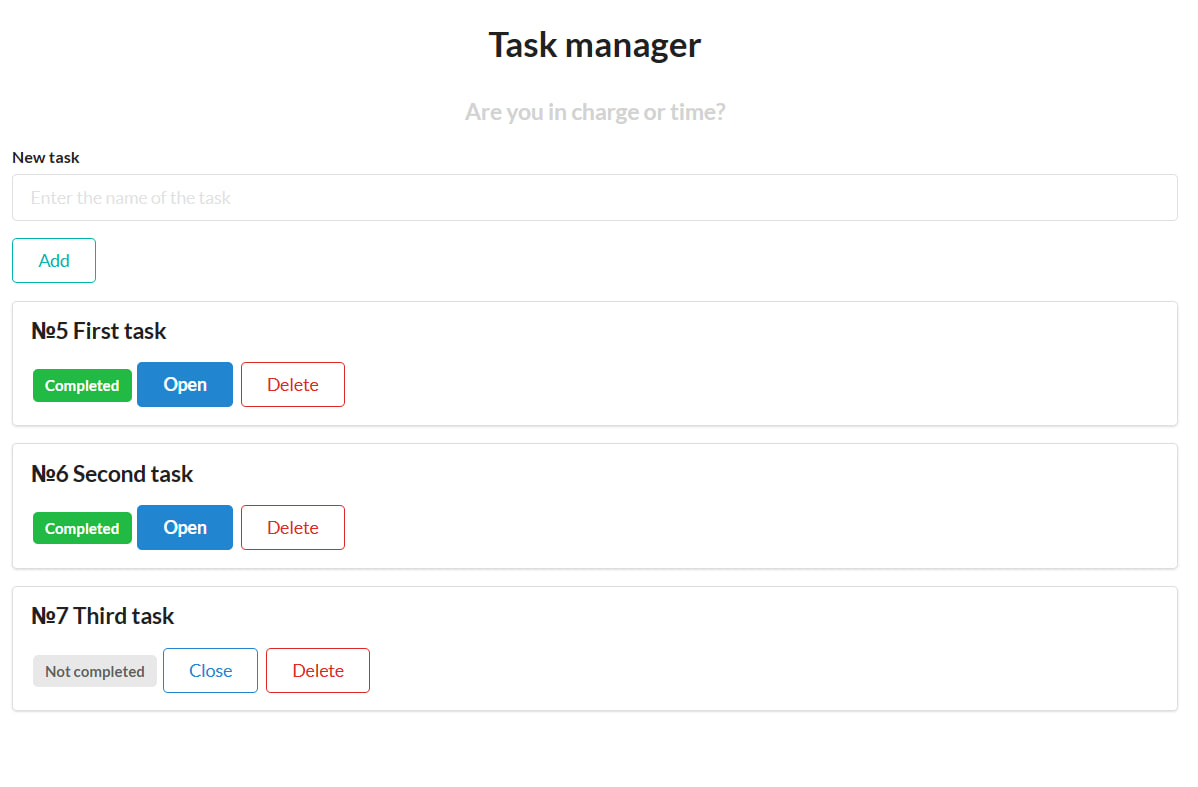 Task manager
Are you in charge or time?
New task
Enter the name of the task
Add
№5 First task
Completed Open Delete
№6 Second task
Completed Open Delete
№7 Third task
Not completed Close Delete